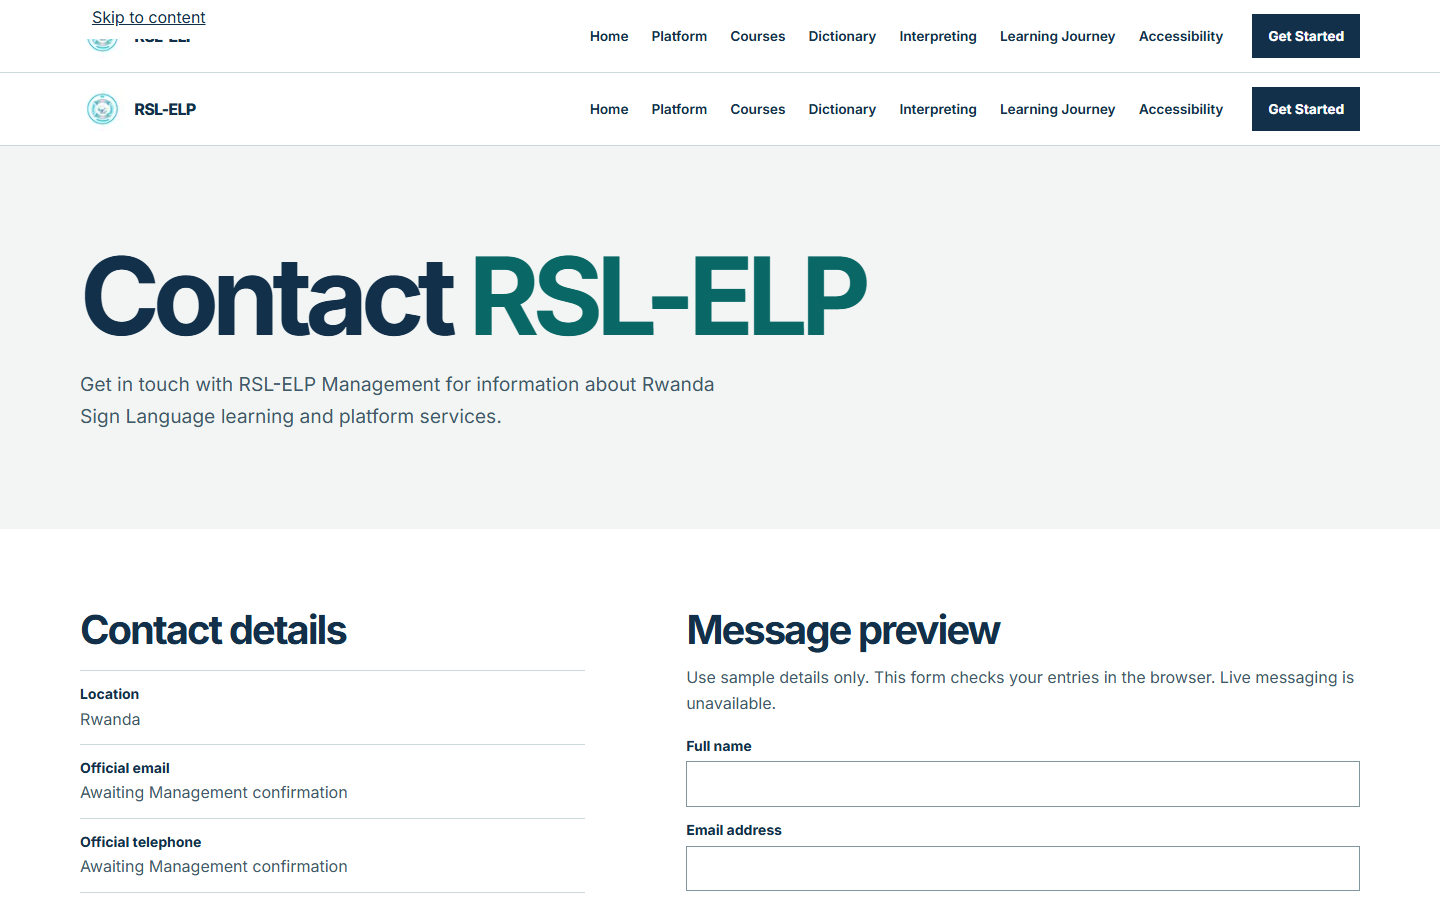 Skip to content
Home Platform Courses Dictionary Interpreting Learning Journey Accessibility Get Started
RSL-ELP Home Platform Courses Dictionary Interpreting Learning Journey Accessibility Get Started
Contact RSL-ELP
Get in touch with RSL-ELP Management for information about Rwanda
Sign Language learning and platform services.
Contact details
Location
Rwanda
Official email
Awaiting Management confirmation
Official telephone
Awaiting Management confirmation
Message preview
Use sample details only. This form checks your entries in the browser. Live messaging is
unavailable.
Full name
Email address